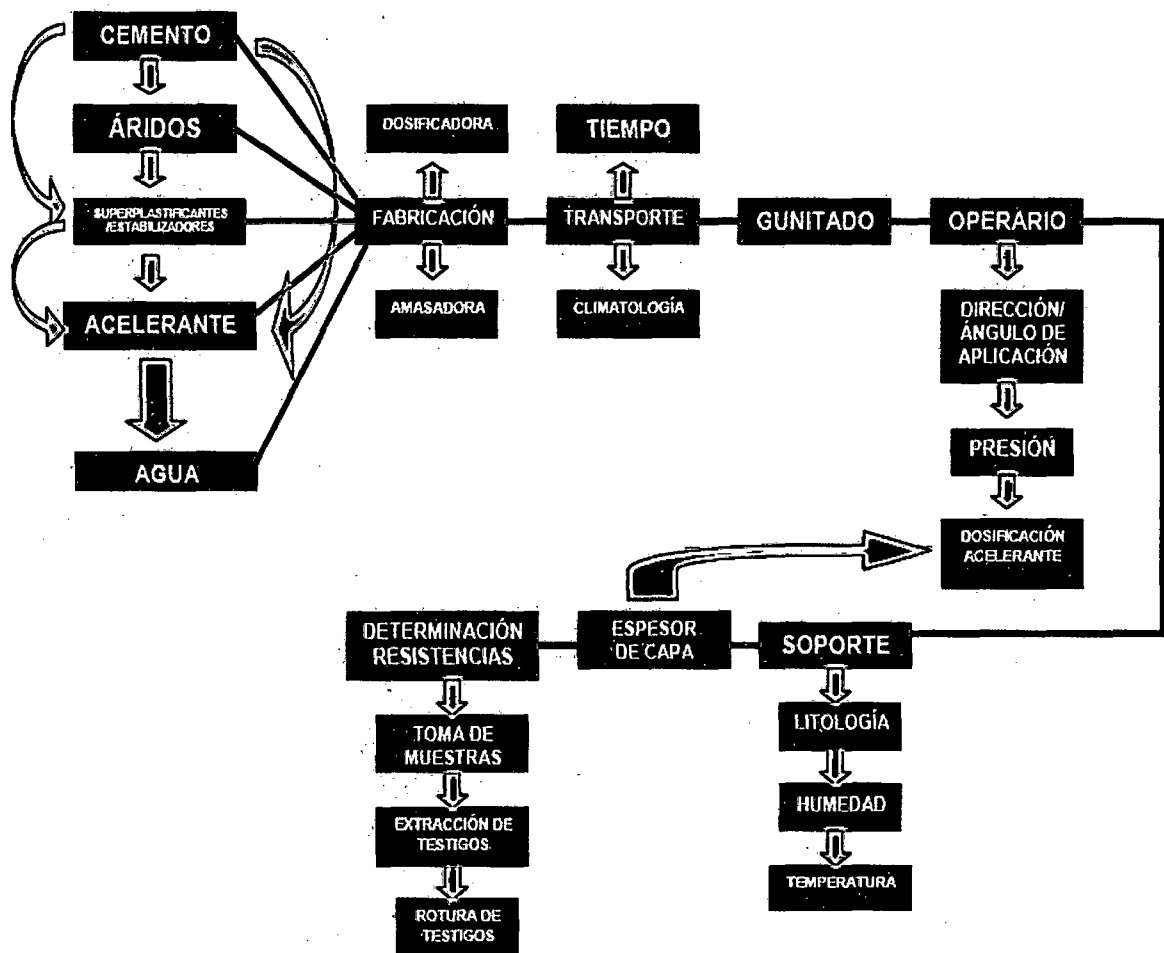 CEMENTO
ÁRIDOS
SUPERPLASTIFICANTES
/ESTABILIZADORES
ACELERANTE
AGUA
DOSIFICADORA
FABRICACIÓN
AMASADORA
TIEMPO
TRANSPORTE
CLIMATOLOGÍA
GUNITADO
OPERARIO
DIRECCIÓN/
ÁNGULO DE
APLICACIÓN
PRESIÓN
DOSIFICACIÓN
ACELERANTE
SOPORTE
LITOLOGÍA
HUMEDAD
TEMPERATURA
ESPESOR
DE CAPA
DETERMINACIÓN
RESISTENCIAS
TOMA DE
MUESTRAS
EXTRACCIÓN DE
TESTIGOS
ROTURA DE
TESTIGOS